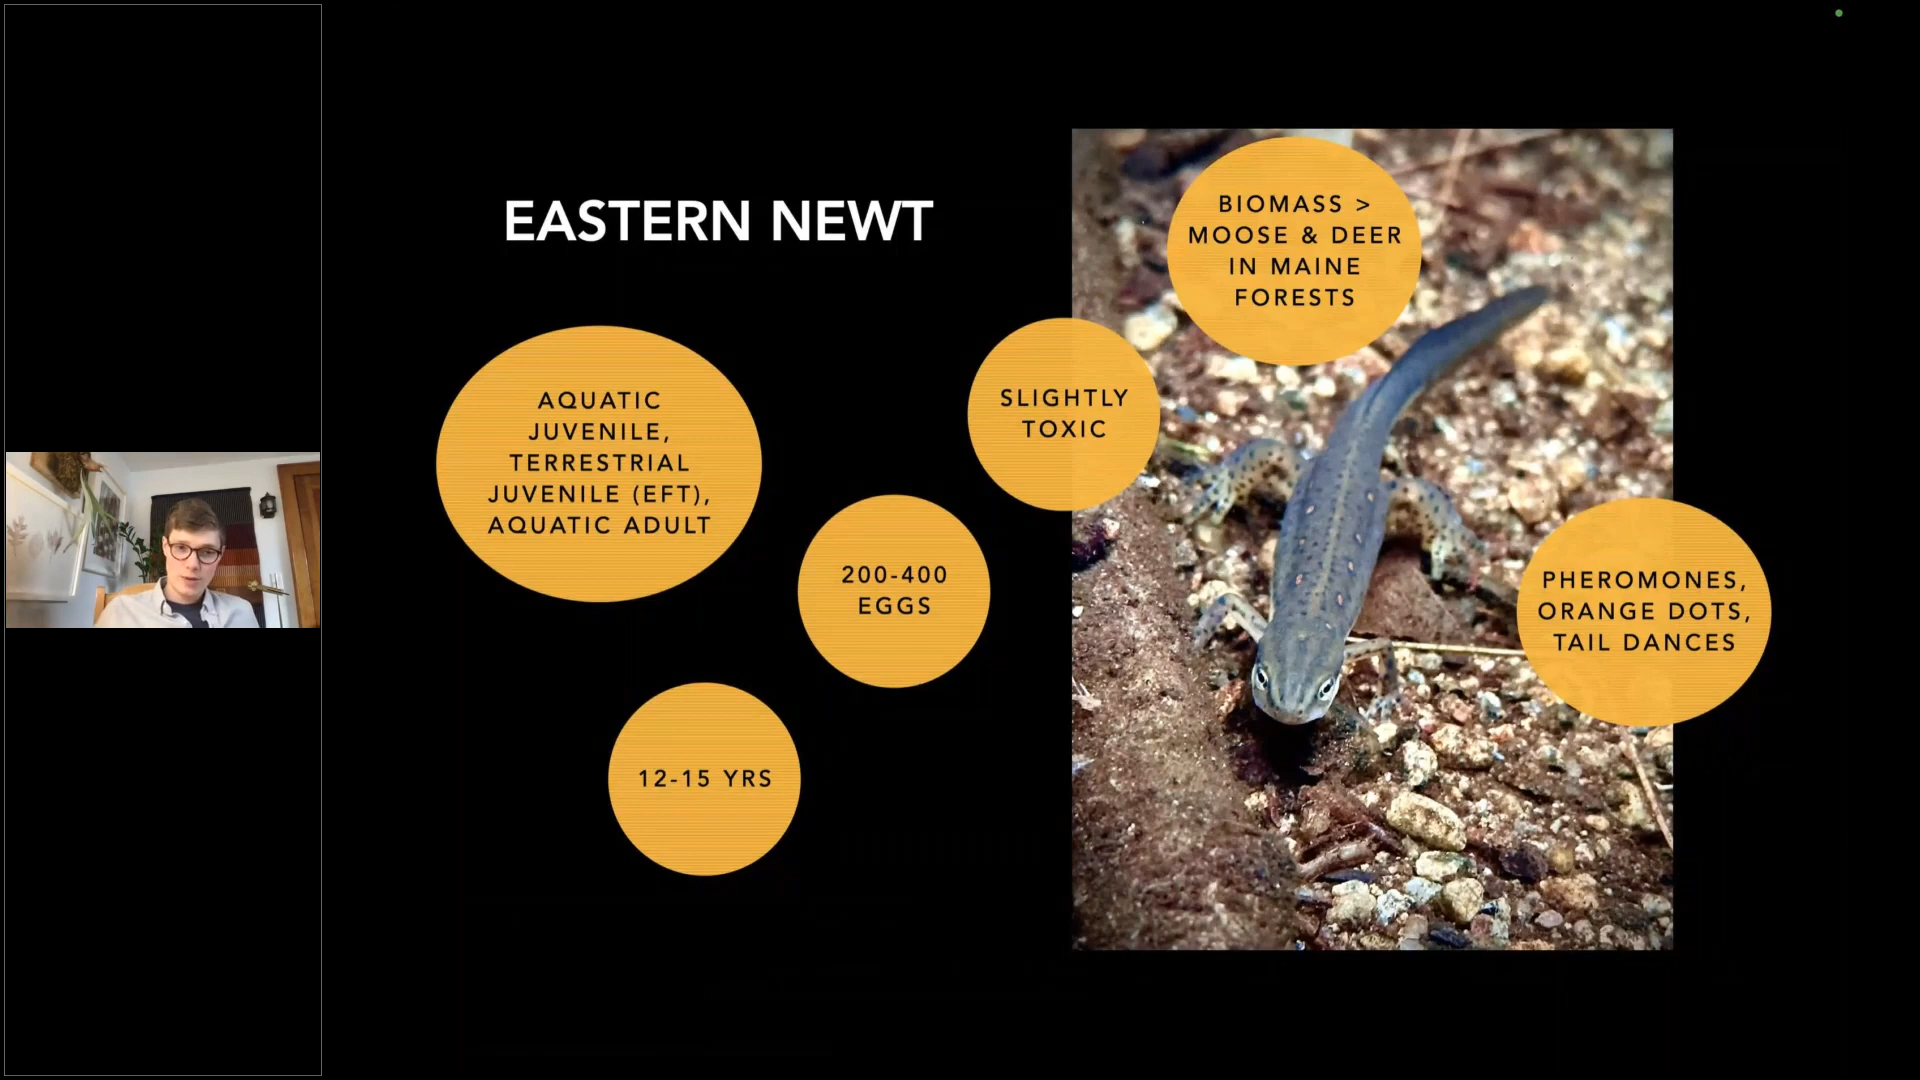 EASTERN NEWT
AQUATIC
JUVENILE,
TERRESTRIAL
JUVENILE (EFT),
AQUATIC ADULT
200-400
EGGS
12-15 YRS
SLIGHTLY
TOXIC
BIOMASS >
MOOSE & DEER
IN MAINE
FORESTS
PHEROMONES,
ORANGE DOTS,
TAIL DANCES